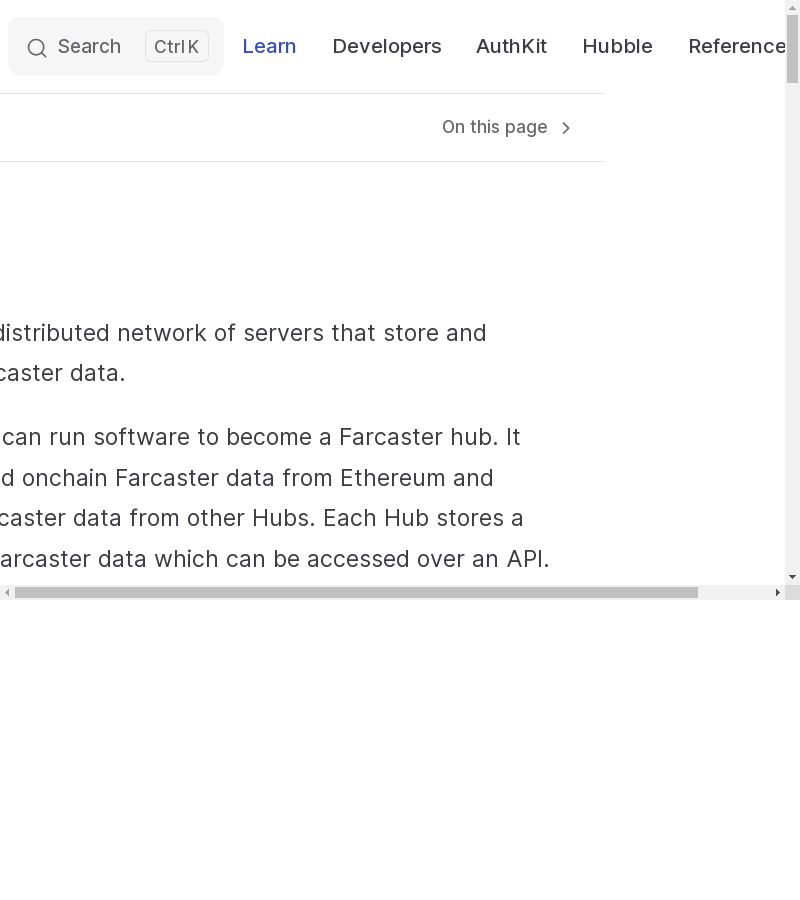 Search Ctrl K Learn Developers AuthKit Hubble Reference
On this page
distributed network of servers that store and
caster data.
can run software to become a Farcaster hub. It
d onchain Farcaster data from Ethereum and
caster data from other Hubs. Each Hub stores a
arcaster data which can be accessed over an API.